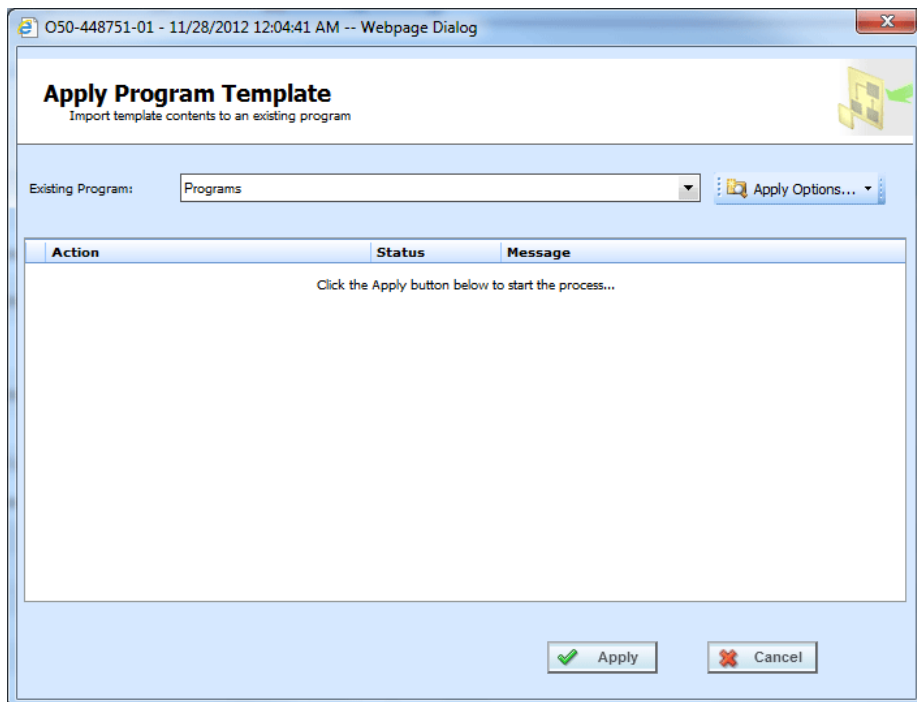 O50-448751-01 - 11/28/2012 12:04:41 AM -- Webpage Dialog
Apply Program Template
Import template contents to an existing program
Existing Program: Programs Apply Options...
Action Status Message
Click the Apply button below to start the process...
Apply Cancel